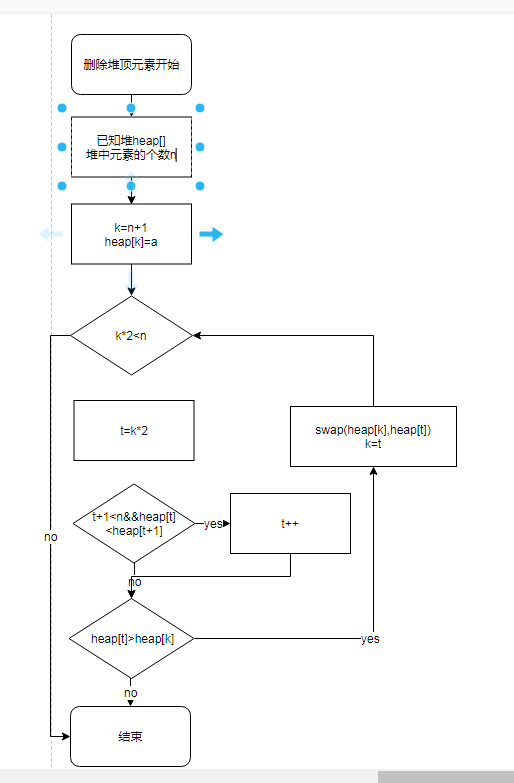 删除堆顶元素开始
已知堆heap[]
堆中元素的个数n
k=n+1
heap[k]=a
k*2<n
t=k*2
swap(heap[k],heap[t])
k=t
t+1<n&&heap[t]
<heap[t+1]
yes
t++
no
no
heap[t]>heap[k]
yes
no
结束